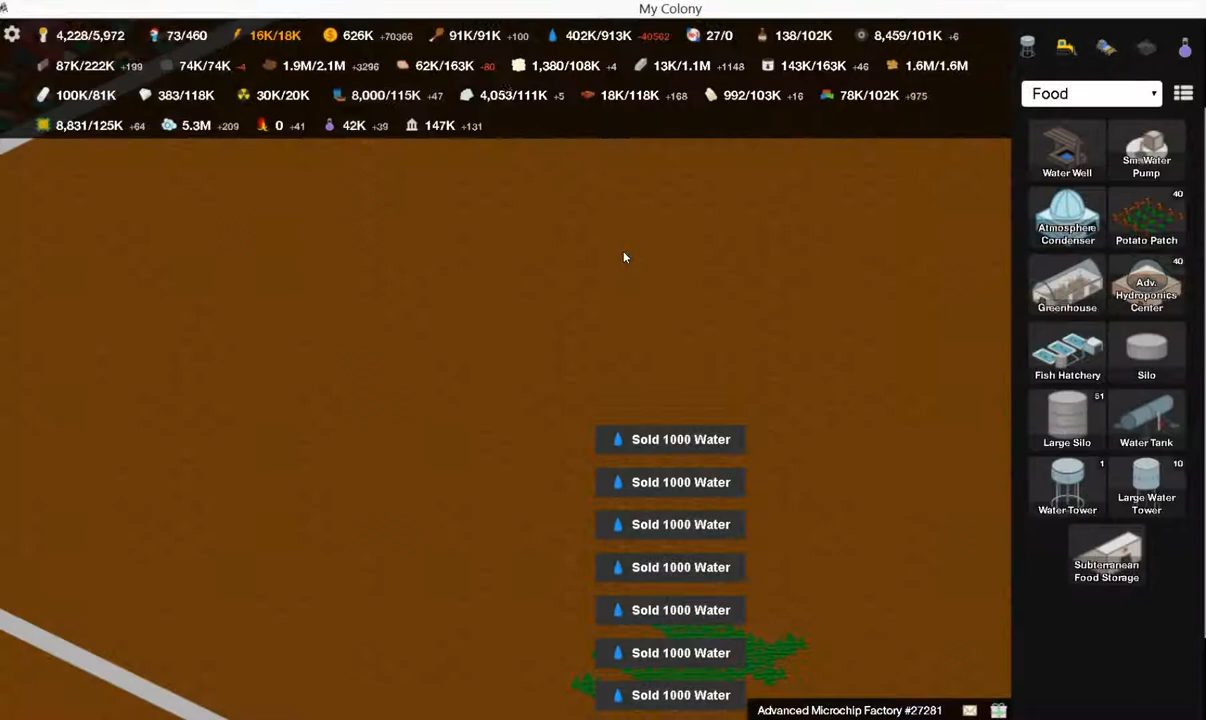 My Colony
4,228/5,972 73/460 16K/18K 626K +70366 91K/91K +100 402K/913K -40562 27/0 138/102K 8,459/101K +6
87K/222K +199 74K/74K -4 1.9M/2.1M +3296 62K/163K -80 1,380/108K +4 13K/1.1M +1148 143K/163K +46 1.6M/1.6M
100K/81K 383/118K 30K/20K 8,000/115K +47 4,053/111K +5 18K/118K +168 992/103K +16 78K/102K +975
8,831/125K +64 5.3M +209 0 +41 42K +39 147K +131
Food
Water Well
Sm. Water
Pump
Atmosphere
Condenser
40
Potato Patch
Greenhouse
40
Adv.
Hydroponics
Center
Fish Hatchery
Silo
51
Large Silo
Water Tank
1
Water Tower
10
Large Water
Tower
Subterranean
Food Storage
Sold 1000 Water
Sold 1000 Water
Sold 1000 Water
Sold 1000 Water
Sold 1000 Water
Sold 1000 Water
Sold 1000 Water
Advanced Microchip Factory #27281